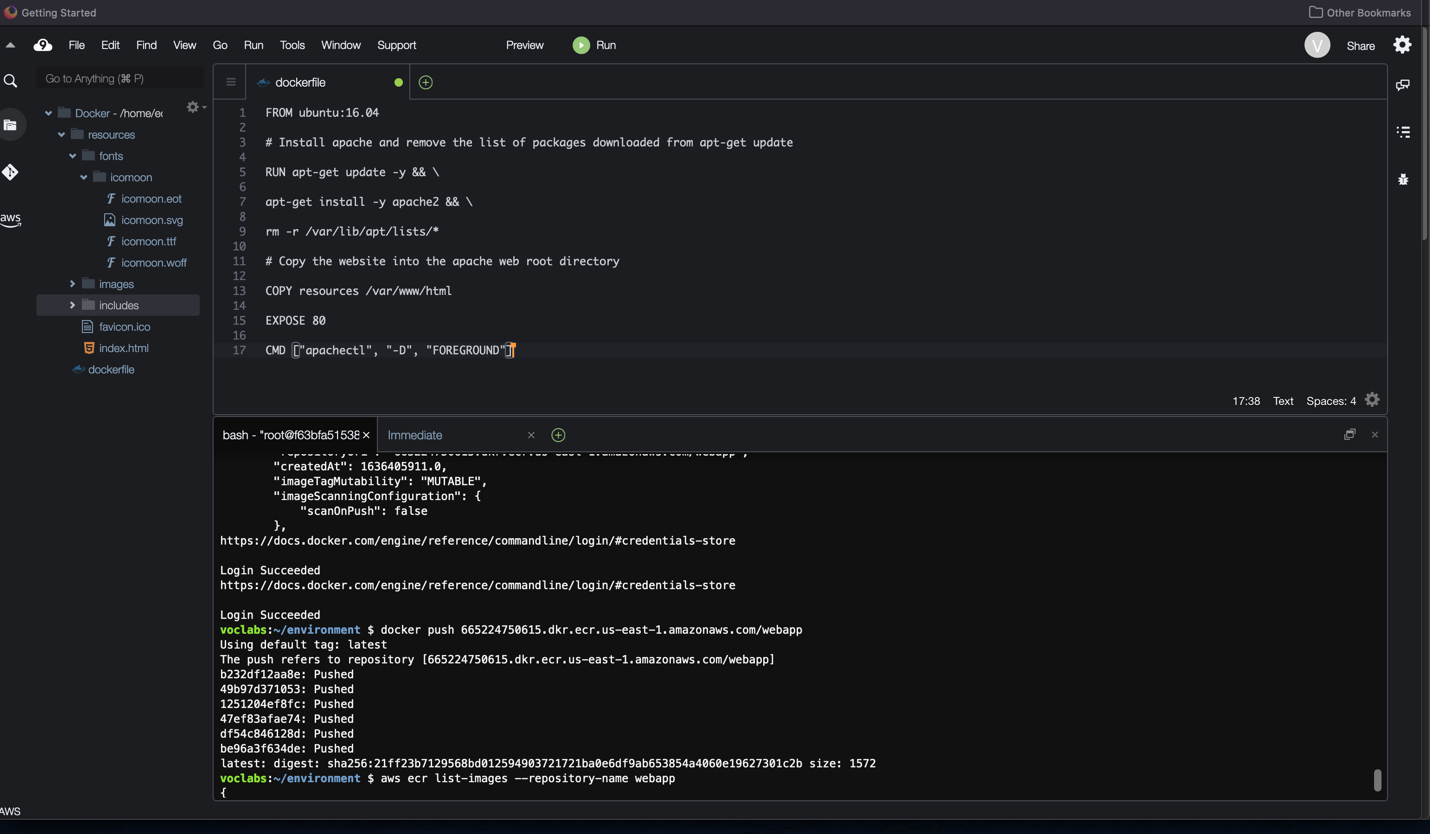 Getting Started
Other Bookmarks
File Edit Find View Go Run Tools Window Support Preview Run V Share
Go to Anything (⌘ P)
dockerfile
aws
Docker - /home/ec
resources
fonts
icomoon
icomoon.eot
icomoon.svg
icomoon.ttf
icomoon.woff
images
includes
favicon.ico
index.html
dockerfile
1 FROM ubuntu:16.04
2
3 # Install apache and remove the list of packages downloaded from apt-get update
4
5 RUN apt-get update -y && \
6
7 apt-get install -y apache2 && \
8
9 rm -r /var/lib/apt/lists/*
10
11 # Copy the website into the apache web root directory
12
13 COPY resources /var/www/html
14
15 EXPOSE 80
16
17 CMD ["apachectl", "-D", "FOREGROUND"]
17:38 Text Spaces: 4
bash - "root@f63bfa51538 Immediate
"createdAt": 1636405911.0,
"imageTagMutability": "MUTABLE",
"imageScanningConfiguration": {
"scanOnPush": false
},
https://docs.docker.com/engine/reference/commandline/login/#credentials-store
Login Succeeded
https://docs.docker.com/engine/reference/commandline/login/#credentials-store
Login Succeeded
voclabs:~/environment $ docker push 665224750615.dkr.ecr.us-east-1.amazonaws.com/webapp
Using default tag: latest
The push refers to repository [665224750615.dkr.ecr.us-east-1.amazonaws.com/webapp]
b232df12aa8e: Pushed
49b97d371053: Pushed
1251204ef8fc: Pushed
47ef83afae74: Pushed
df54c846128d: Pushed
be96a3f634de: Pushed
latest: digest: sha256:21ff23b7129568bd012594903721721ba0e6df9ab653854a4060e19627301c2b size: 1572
voclabs:~/environment $ aws ecr list-images --repository-name webapp
{
AWS